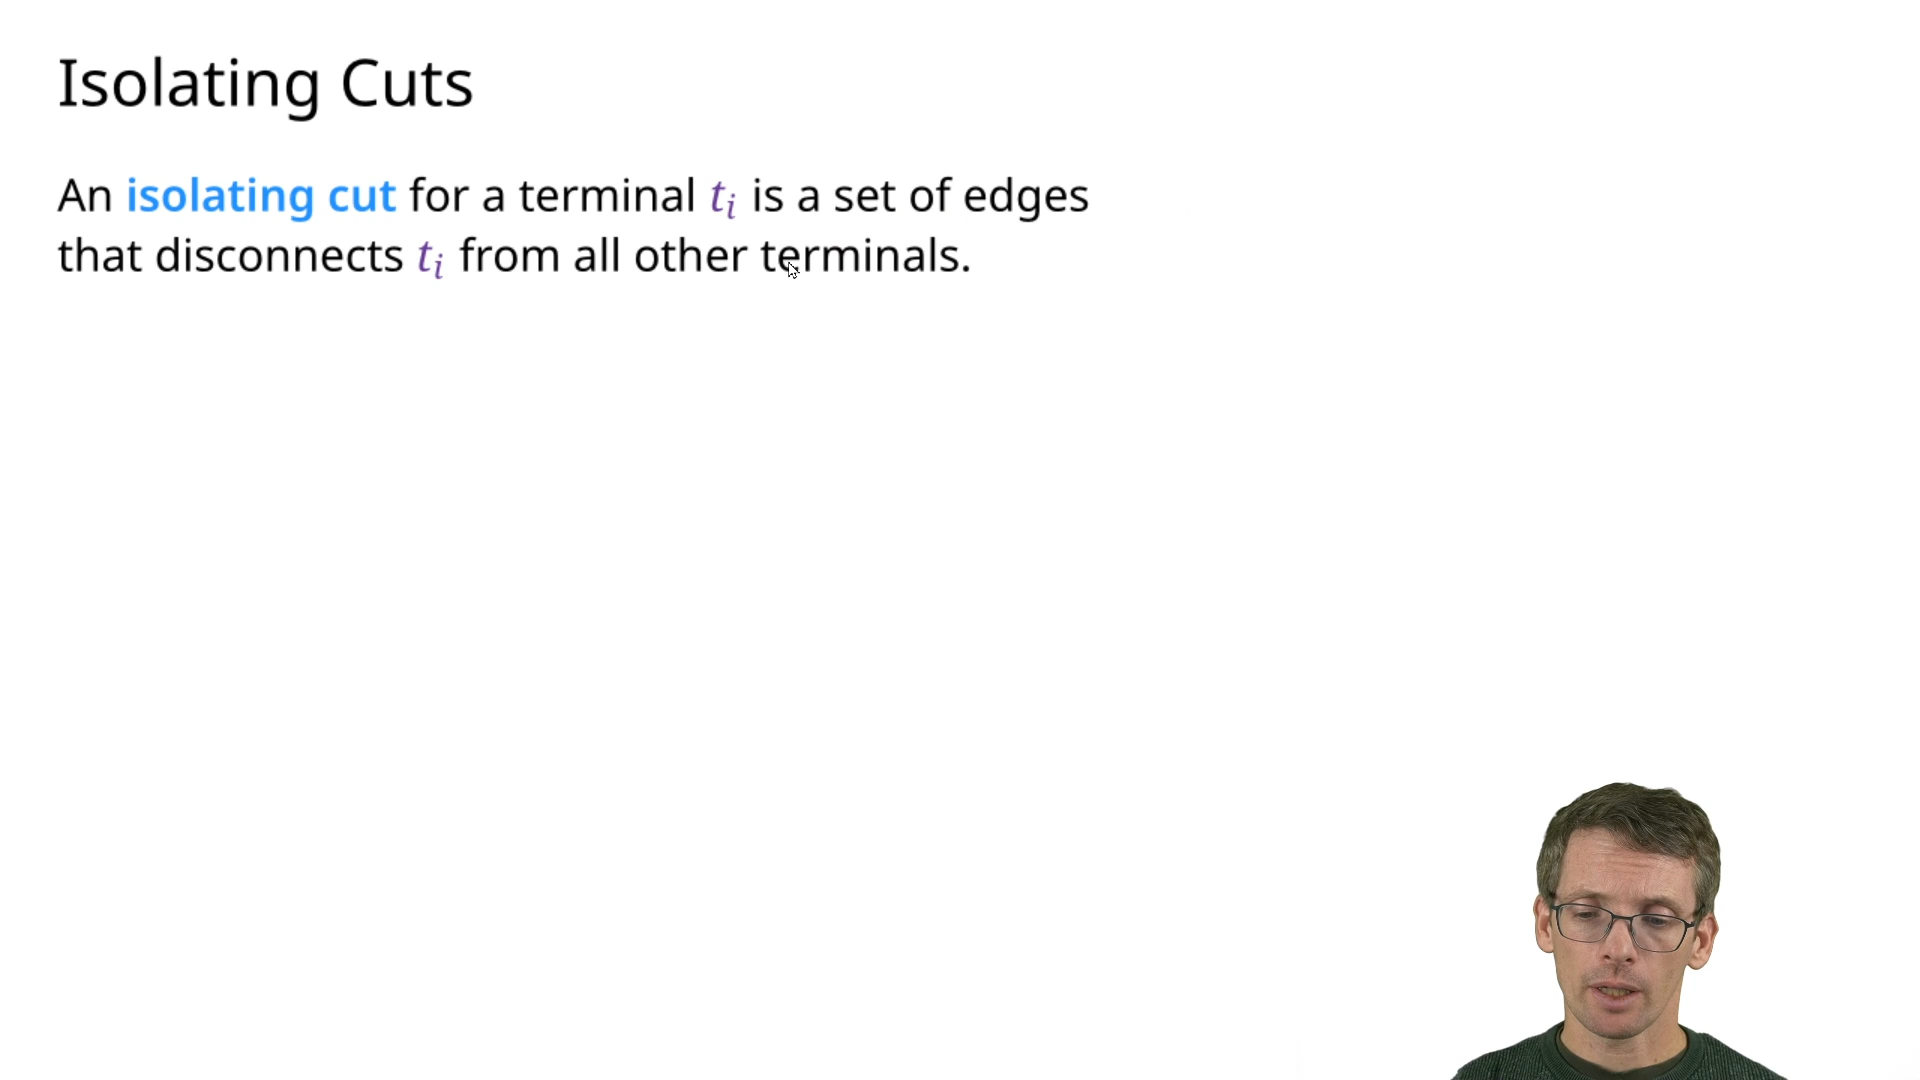 Isolating Cuts
An isolating cut for a terminal tᵢ is a set of edges
that disconnects tᵢ from all other terminals.